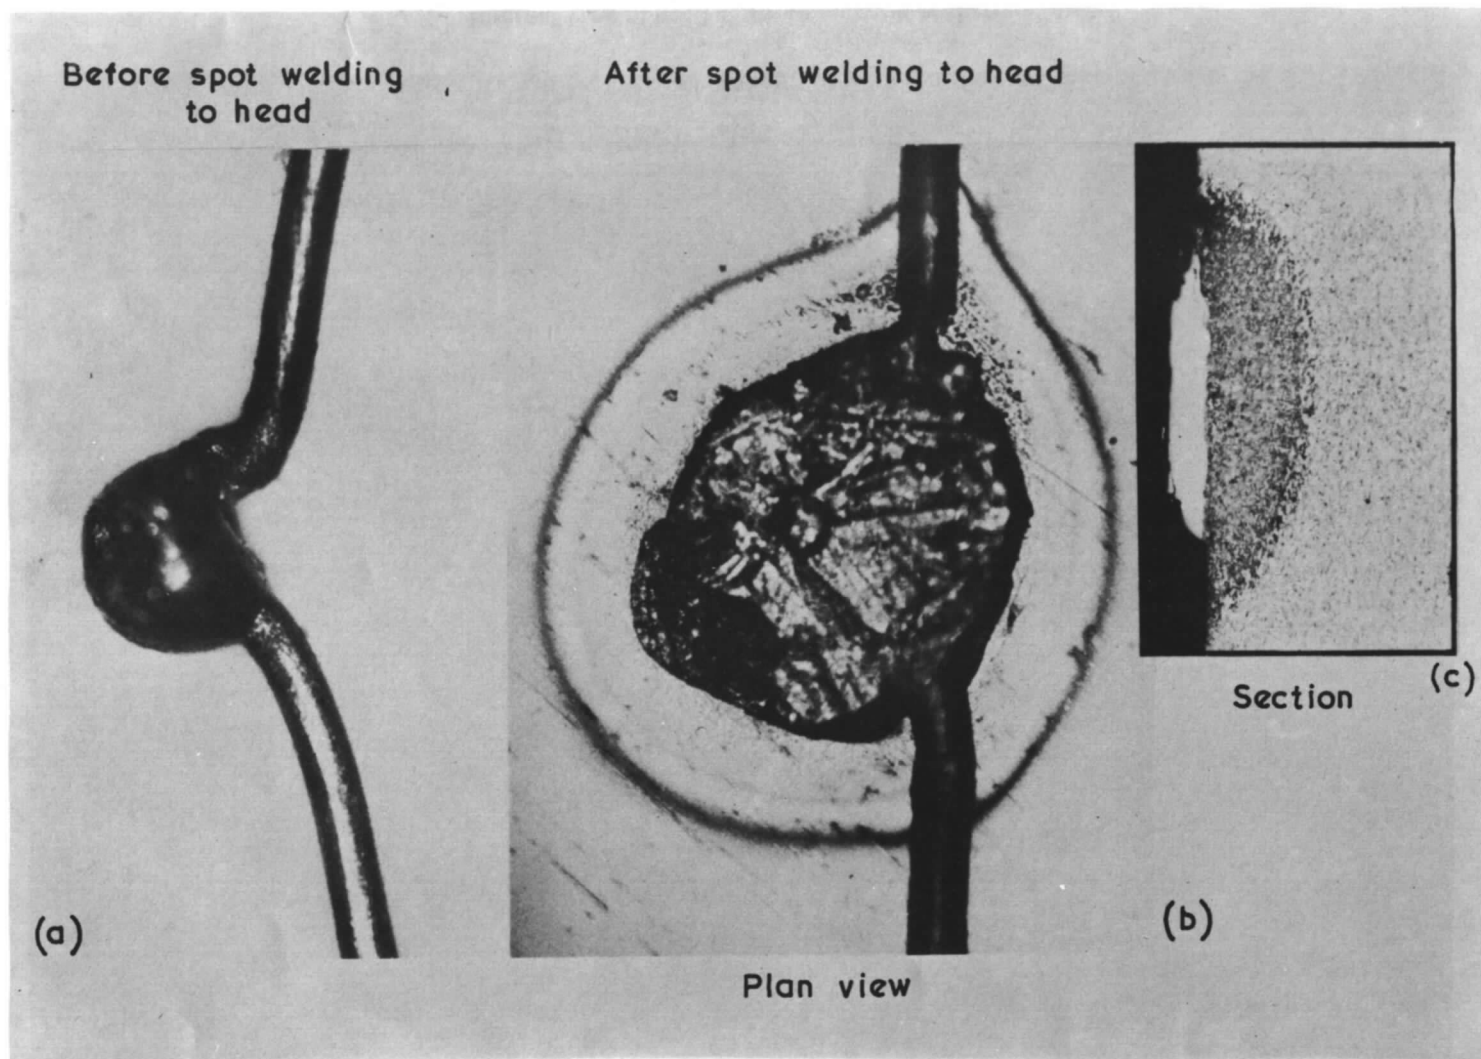 Before spot welding
to head
After spot welding to head
(a)
Plan view
(b)
Section
(c)